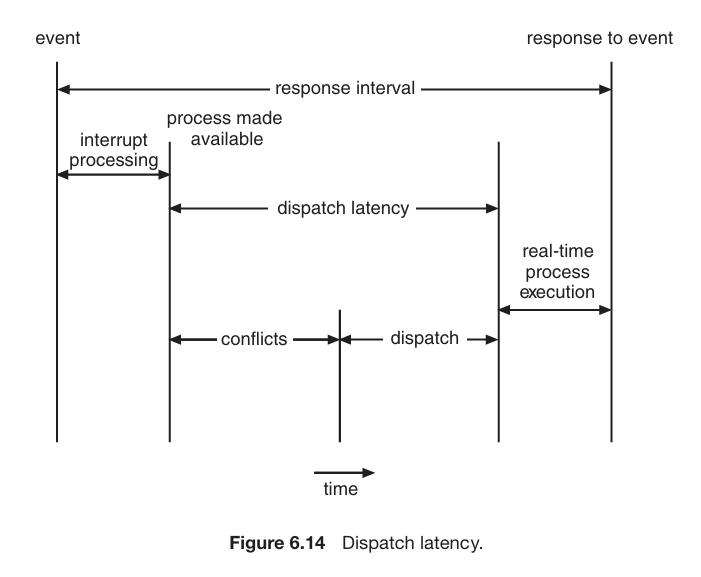 event
response to event
response interval
process made
available
interrupt
processing
dispatch latency
real-time
process
execution
conflicts
dispatch
time
Figure 6.14 Dispatch latency.